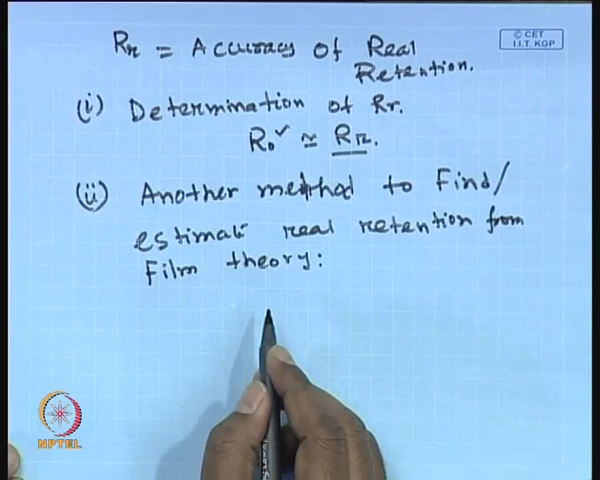 © CET
I.I.T. KGP
Rr = Accuracy of Real
Retention.
(i) Determination of Rr.
Ro ✓ ≃ Rr.
(ii) Another method to Find/
estimate real retention from
Film theory:
NPTEL